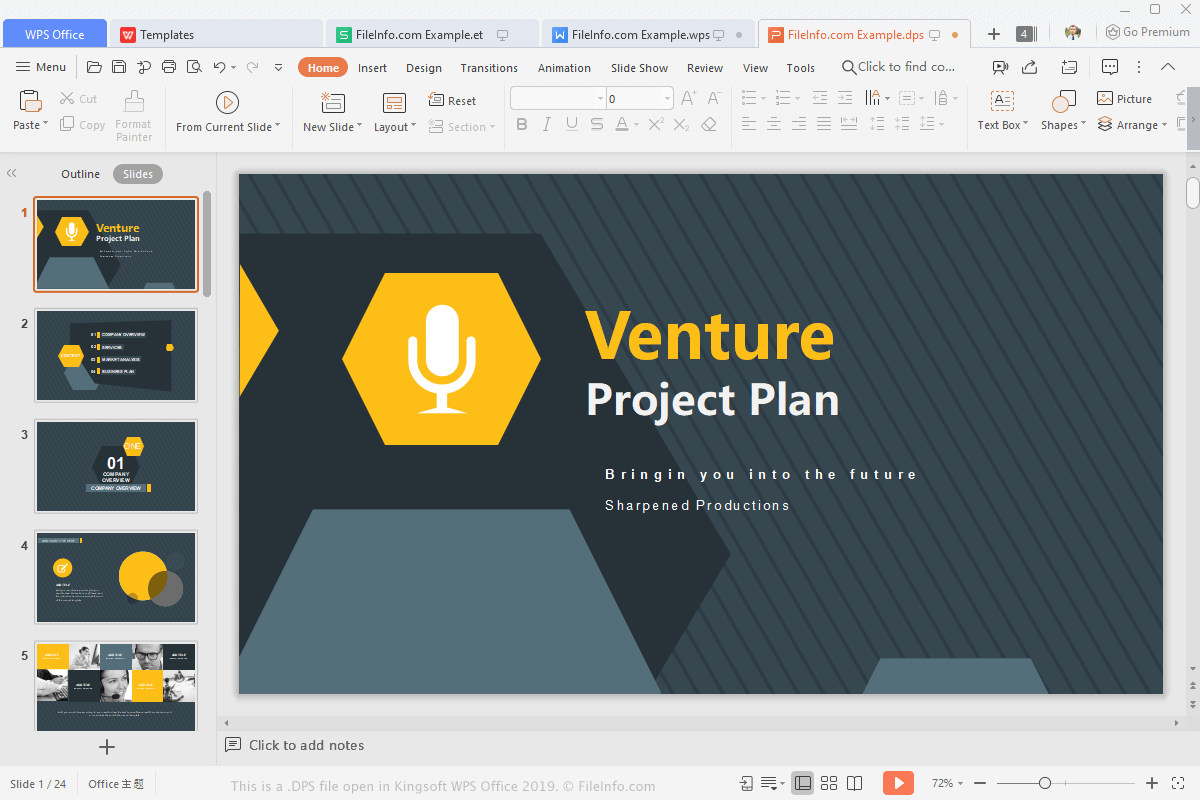 WPS Office
Templates
FileInfo.com Example.et
FileInfo.com Example.wps
FileInfo.com Example.dps
4
Go Premium
Menu
Home
Insert
Design
Transitions
Animation
Slide Show
Review
View
Tools
Click to find co...
Paste
Cut
Copy
Format
Painter
From Current Slide
New Slide
Layout
Reset
Section
0
Text Box
Shapes
Picture
Arrange
Outline
Slides
1
Venture
Project Plan
2
01 COMPANY OVERVIEW
02 SERVICES
03 MARKET ANALYSIS
04 BUSINESS PLAN
3
ONE
01
COMPANY
OVERVIEW
COMPANY OVERVIEW
4
5
Venture
Project Plan
Bringin you into the future
Sharpened Productions
Click to add notes
Slide 1 / 24
Office 主题
This is a .DPS file open in Kingsoft WPS Office 2019. © FileInfo.com
72%